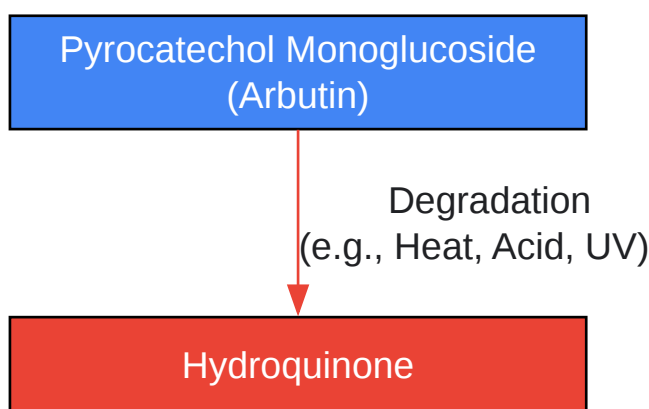 Pyrocatechol Monoglucoside
(Arbutin)
Degradation
(e.g., Heat, Acid, UV)
Hydroquinone